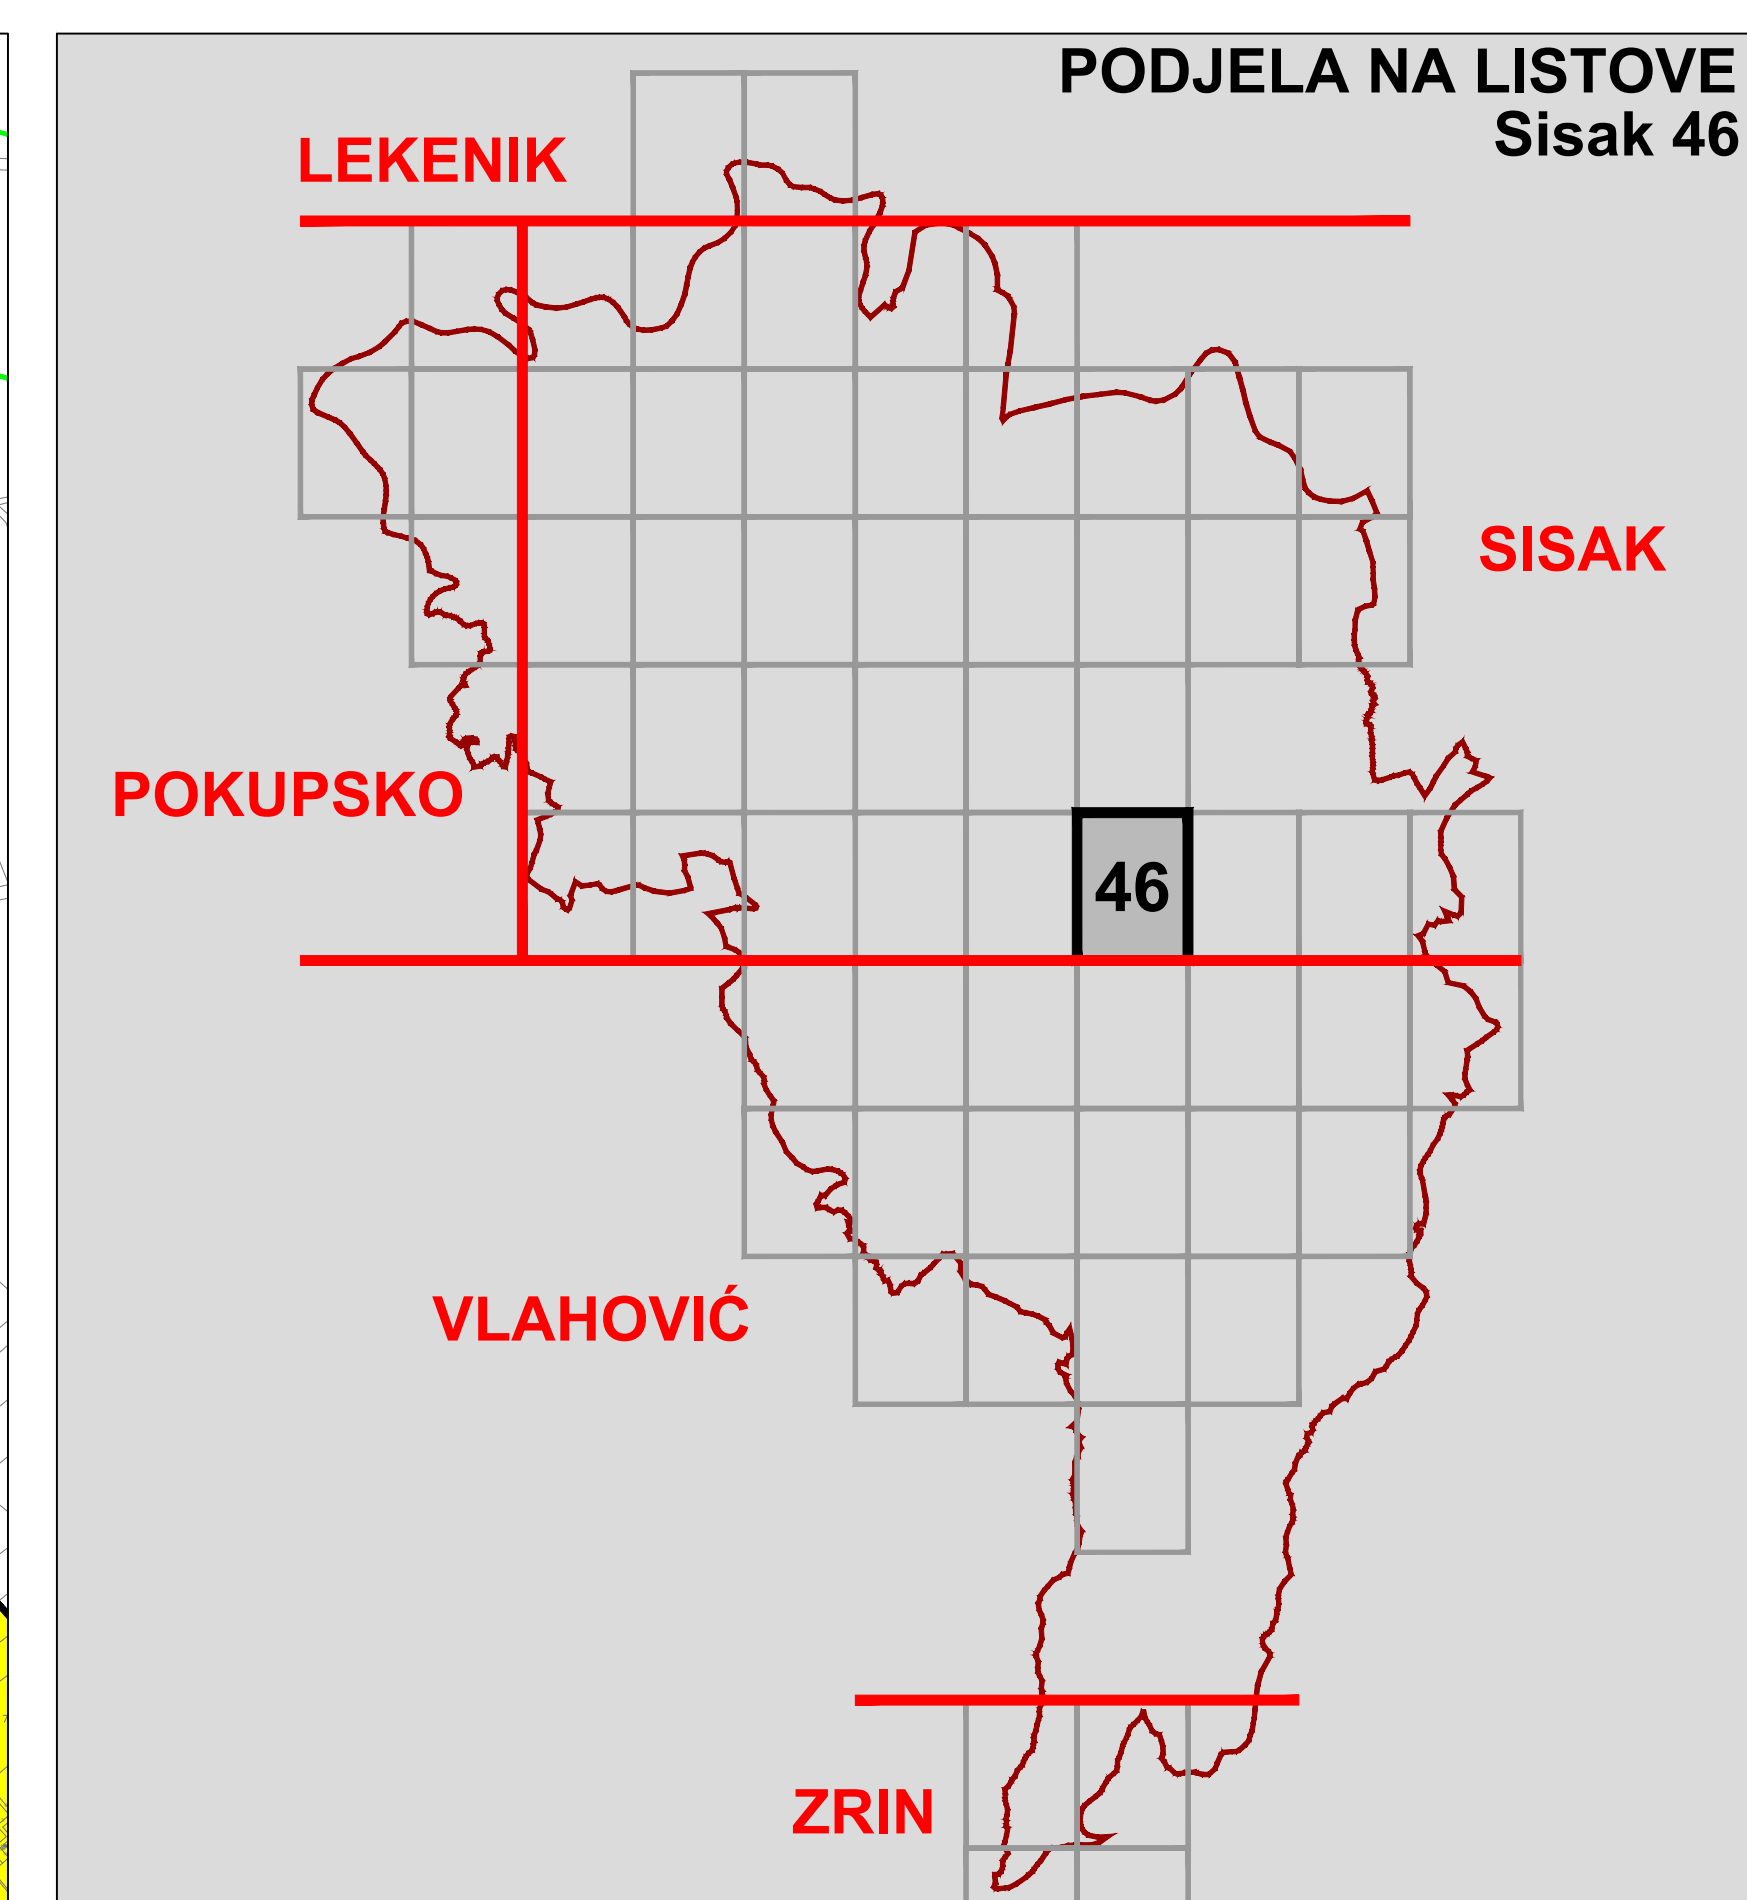 PODJELA NA LISTOVE
Sisak 46
LEKENIK
SISAK
POKUPSKO
46
VLAHOVIĆ
ZRIN